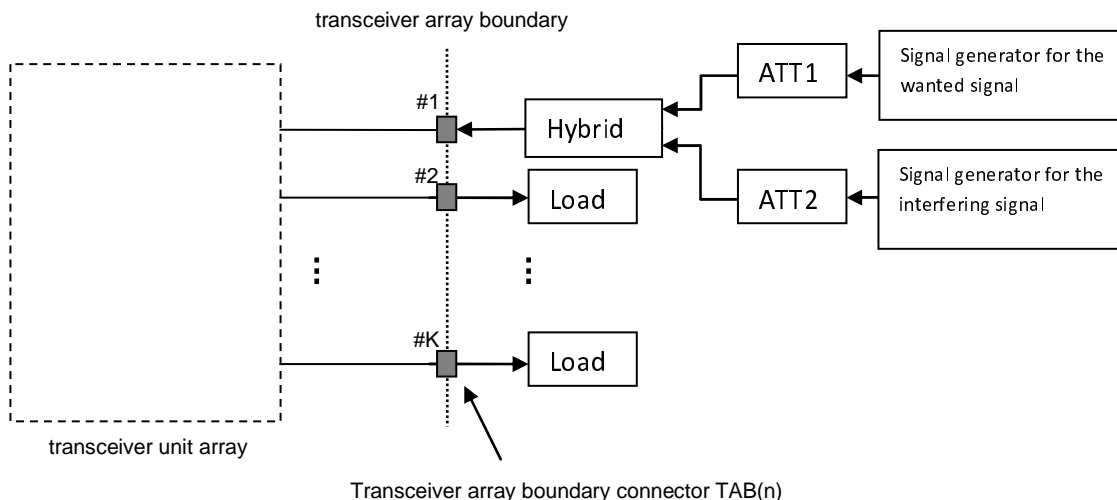 transceiver array boundary
#1
Hybrid
ATT1
Signal generator for the
wanted signal
#2
Load
ATT2
Signal generator for the
interfering signal
#K
Load
transceiver unit array
Transceiver array boundary connector TAB(n)